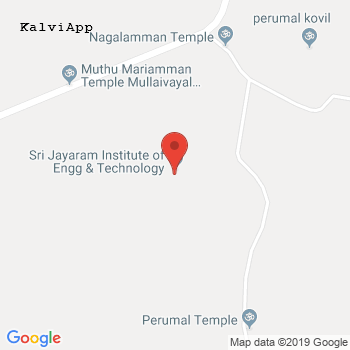 KalviApp
perumal kovil
Nagalamman Temple
Muthu Mariamman
Temple Mullaivayal...
Sri Jayaram Institute of
Engg & Technology
Perumal Temple
Google
Map data ©2019 Google